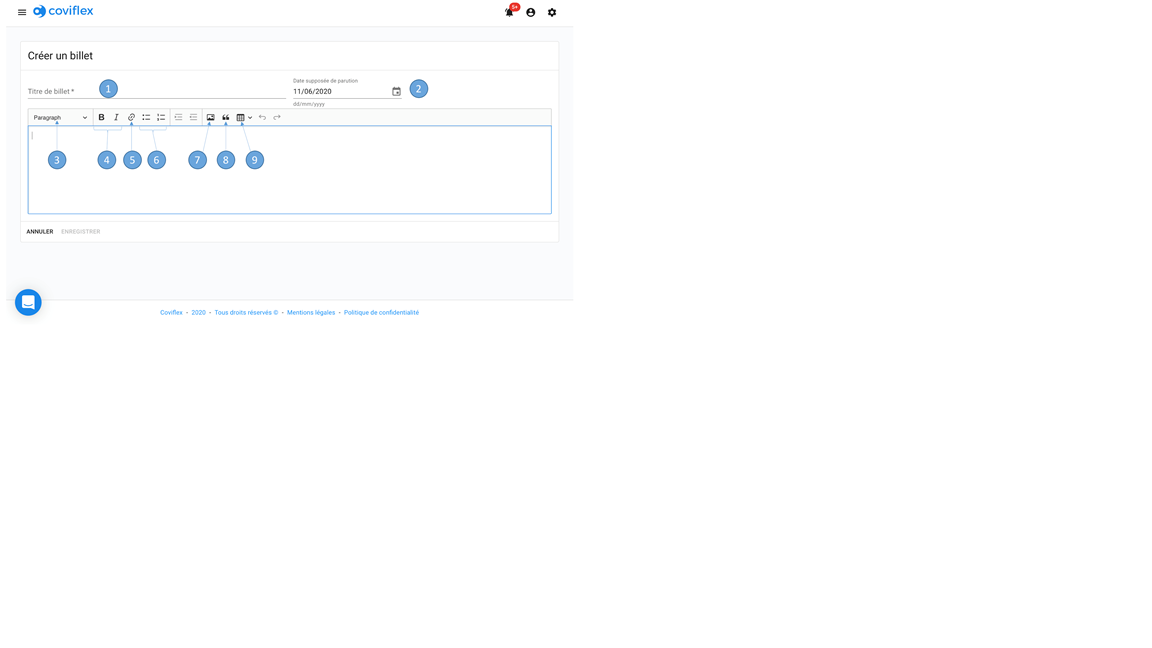 coviflex
5+
Créer un billet
Date supposée de parution
Titre de billet *
1
11/06/2020
2
dd/mm/yyyy
Paragraph
B I
3 4 5 6 7 8 9
ANNULER ENREGISTRER
Coviflex - 2020 - Tous droits réservés © - Mentions légales - Politique de confidentialité